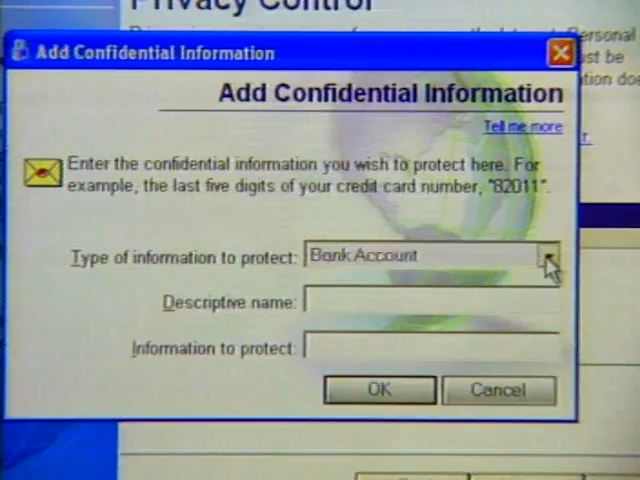 Privacy Control
Personal
Add Confidential Information
Add Confidential Information
Tell me more
Enter the confidential information you wish to protect here. For
example, the last five digits of your credit card number, "82011".
Type of information to protect: Bank Account
Descriptive name:
Information to protect:
OK Cancel